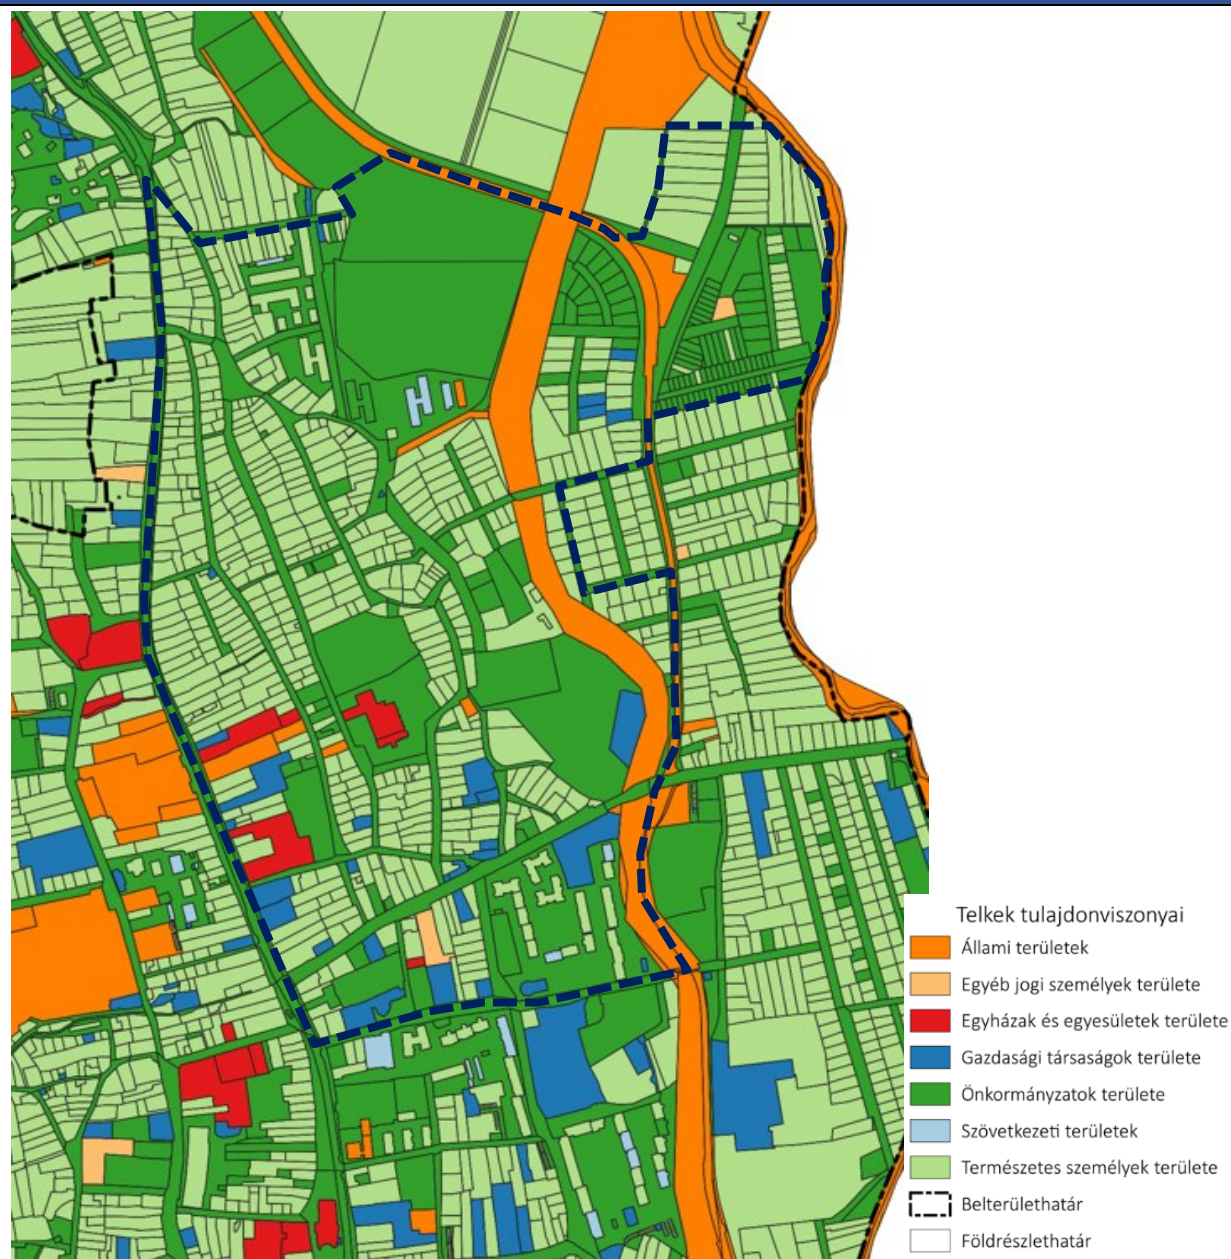 Telkek tulajdonviszonyai
Állami területek
Egyéb jogi személyek területe
Egyházak és egyesületek területe
Gazdasági társaságok területe
Önkormányzatok területe
Szövetkezeti területek
Természetes személyek területe
Belterülethatár
Földrészlethatár